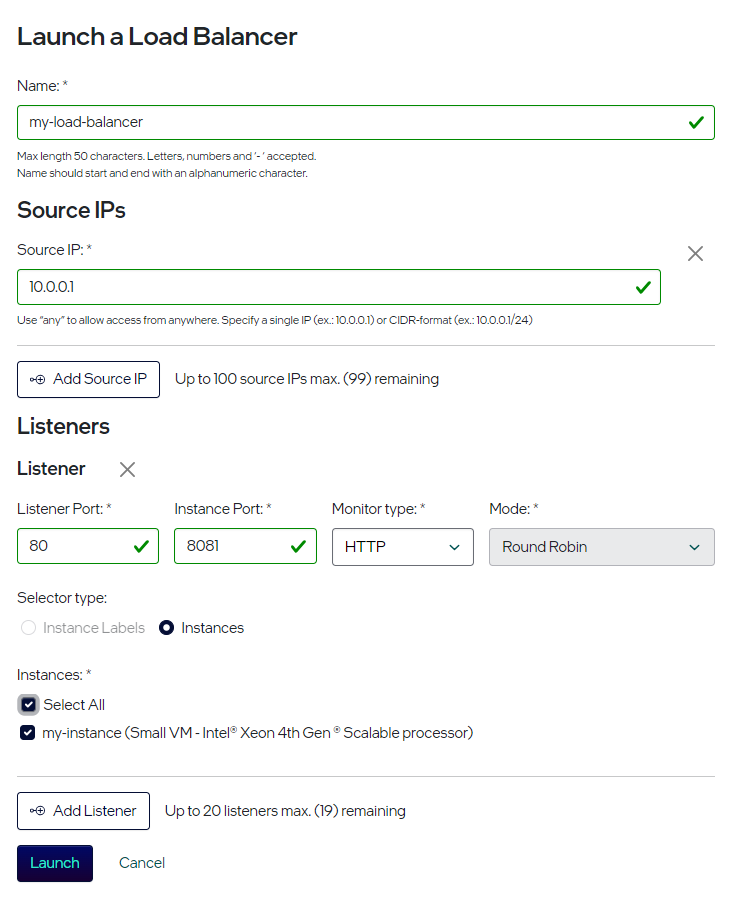 Launch a Load Balancer
Name: *
my-load-balancer
Max length 50 characters. Letters, numbers and '- ' accepted.
Name should start and end with an alphanumeric character.
Source IPs
Source IP: *
10.0.0.1
Use "any" to allow access from anywhere. Specify a single IP (ex.: 10.0.0.1) or CIDR-format (ex.: 10.0.0.1/24)
Add Source IP Up to 100 source IPs max. (99) remaining
Listeners
Listener
Listener Port: * Instance Port: * Monitor type: * Mode: *
80 8081 HTTP Round Robin
Selector type:
Instance Labels Instances
Instances: *
Select All
my-instance (Small VM - Intel® Xeon 4th Gen ® Scalable processor)
Add Listener Up to 20 listeners max. (19) remaining
Launch Cancel